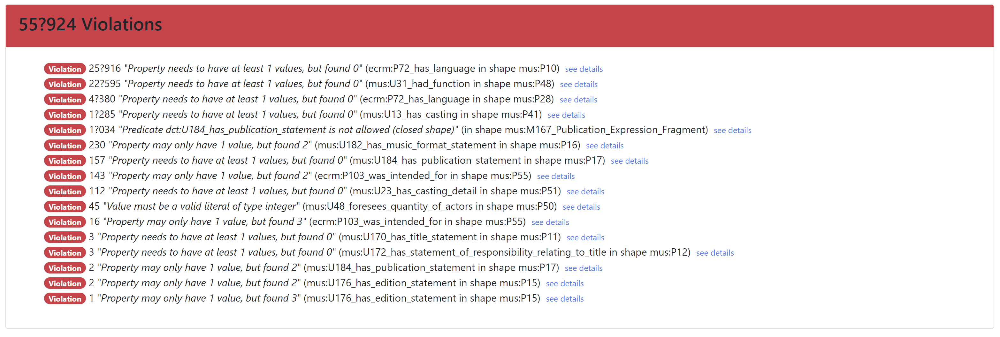 55?924 Violations
Violation 25?916 "Property needs to have at least 1 values, but found 0" (ecrm:P72_has_language in shape mus:P10) see details
Violation 22?595 "Property needs to have at least 1 values, but found 0" (mus:U31_had_function in shape mus:P48) see details
Violation 4?380 "Property needs to have at least 1 values, but found 0" (ecrm:P72_has_language in shape mus:P28) see details
Violation 1?285 "Property needs to have at least 1 values, but found 0" (mus:U13_has_casting in shape mus:P41) see details
Violation 1?034 "Predicate dct:U184_has_publication_statement is not allowed (closed shape)" (in shape mus:M167_Publication_Expression_Fragment) see details
Violation 230 "Property may only have 1 value, but found 2" (mus:U182_has_music_format_statement in shape mus:P16) see details
Violation 157 "Property needs to have at least 1 values, but found 0" (mus:U184_has_publication_statement in shape mus:P17) see details
Violation 143 "Property may only have 1 value, but found 2" (ecrm:P103_was_intended_for in shape mus:P55) see details
Violation 112 "Property needs to have at least 1 values, but found 0" (mus:U23_has_casting_detail in shape mus:P51) see details
Violation 45 "Value must be a valid literal of type integer" (mus:U48_foresees_quantity_of_actors in shape mus:P50) see details
Violation 16 "Property may only have 1 value, but found 3" (ecrm:P103_was_intended_for in shape mus:P55) see details
Violation 3 "Property needs to have at least 1 values, but found 0" (mus:U170_has_title_statement in shape mus:P11) see details
Violation 3 "Property needs to have at least 1 values, but found 0" (mus:U172_has_statement_of_responsibility_relating_to_title in shape mus:P12) see details
Violation 2 "Property may only have 1 value, but found 2" (mus:U184_has_publication_statement in shape mus:P17) see details
Violation 2 "Property may only have 1 value, but found 2" (mus:U176_has_edition_statement in shape mus:P15) see details
Violation 1 "Property may only have 1 value, but found 3" (mus:U176_has_edition_statement in shape mus:P15) see details